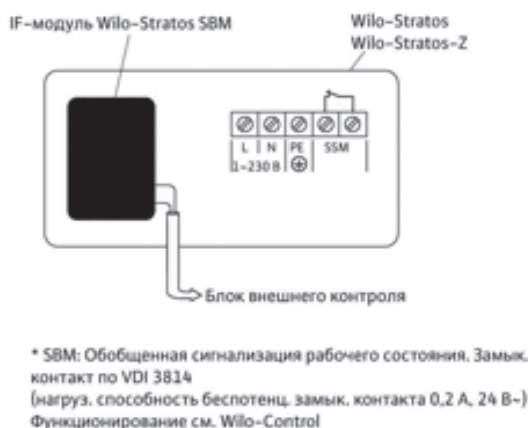 IF-модуль Wilo-Stratos SBM
Wilo-Stratos
Wilo-Stratos-Z
L N PE SSM
1~230 В
Блок внешнего контроля
* SBM: Обобщенная сигнализация рабочего состояния. Замык.
контакт по VDI 3814
(нагруз. способность беспотенц. замык. контакта 0,2 А, 24 В~)
Функционирование см. Wilo-Control